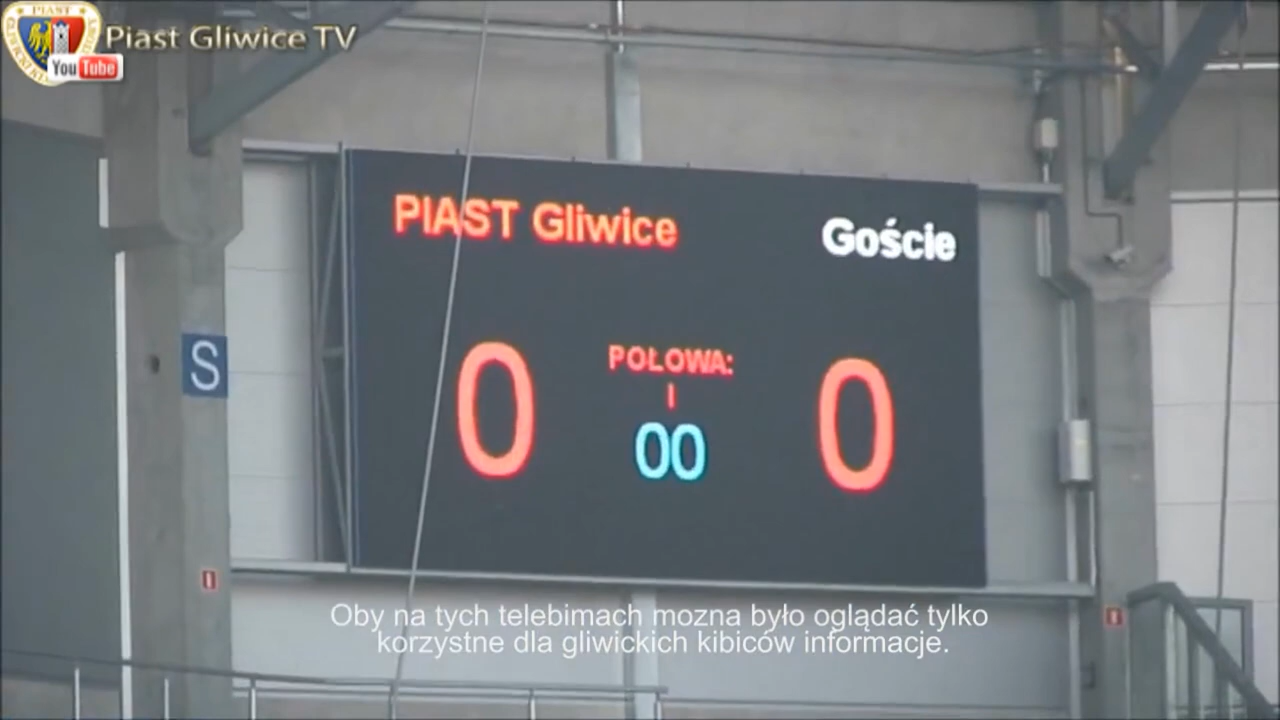 PIAST
Piast Gliwice TV
YouTube
PIAST Gliwice
Goście
0
POŁOWA:
0
I
00
S
Oby na tych telebimach mozna było oglądać tylko
korzystne dla gliwickich kibiców informacje.